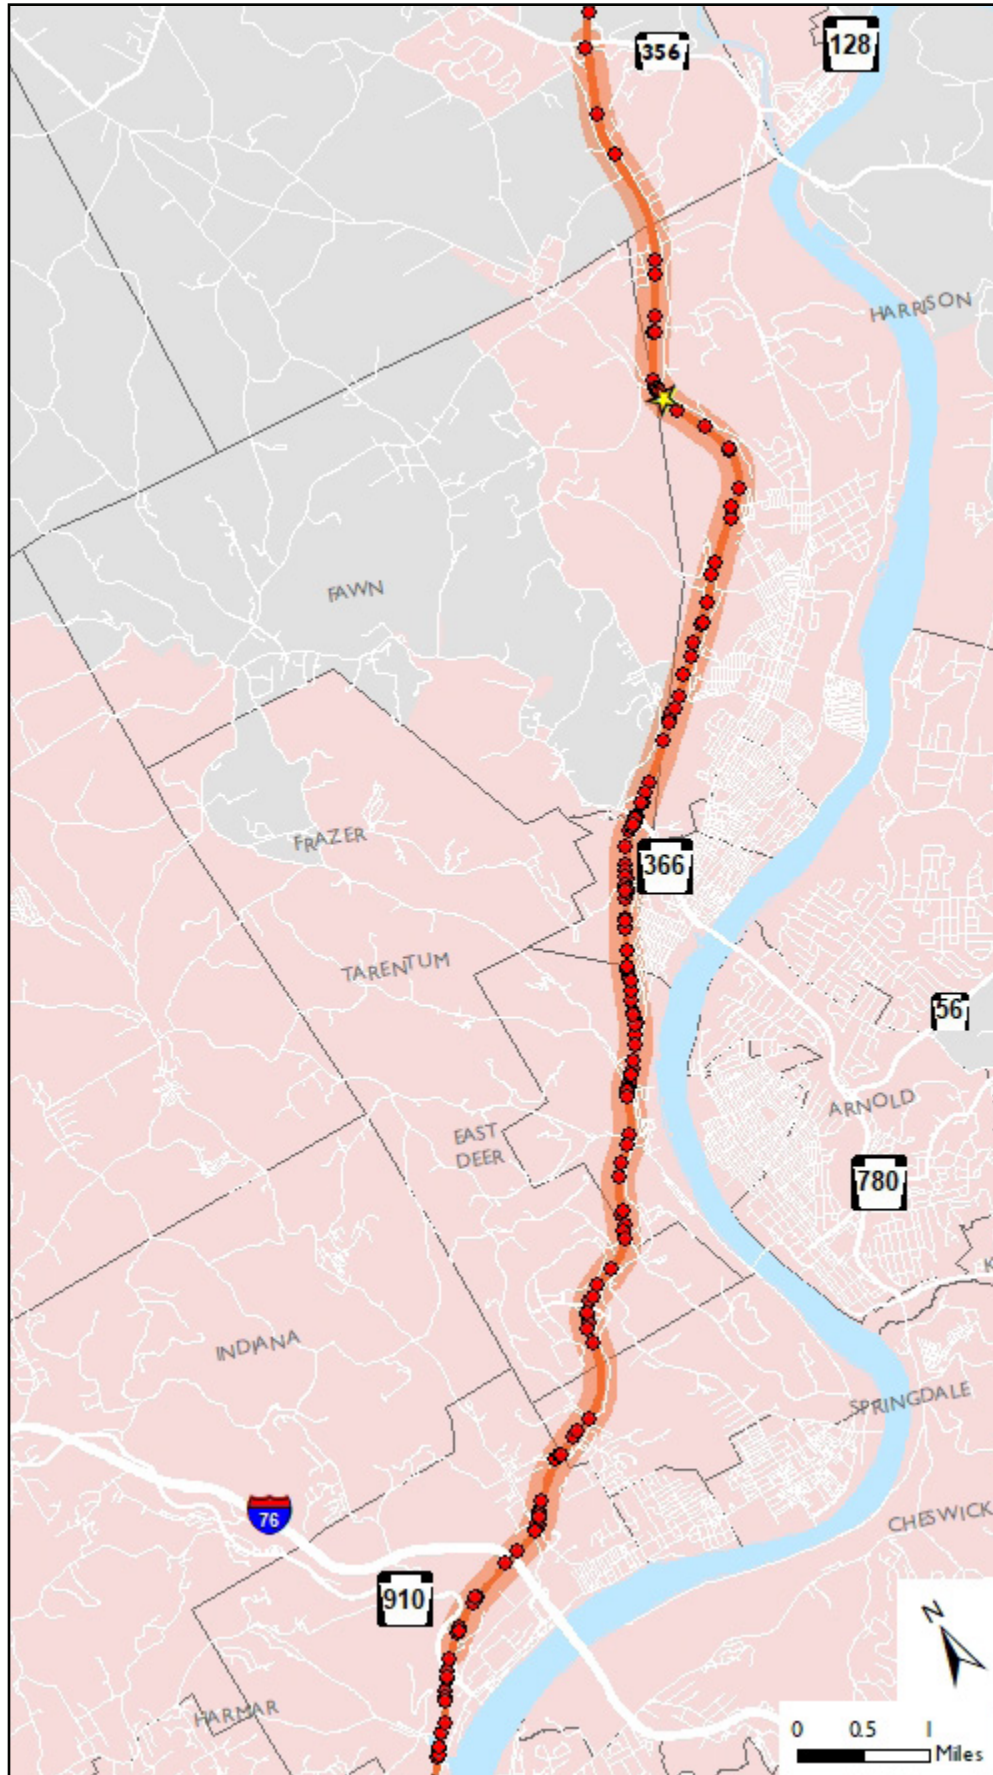 356
128
HARRISON
FAWN
366
FRAZER
TARENTUM
56
ARNOLD
EAST
DEER
780
K
INDIANA
SPRINGDALE
76
CHESWICK
910
N
HARMAR
0 0.5 1
Miles